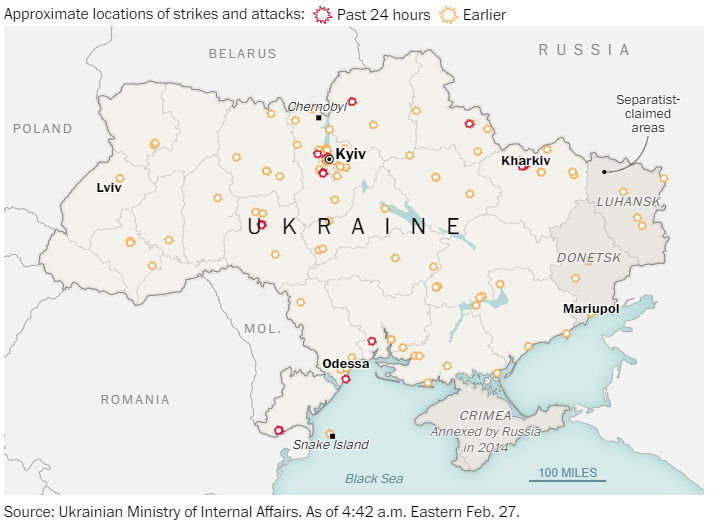 Approximate locations of strikes and attacks: Past 24 hours Earlier
RUSSIA
BELARUS
Separatist-
claimed
areas
Chernobyl
POLAND
Kyiv
Kharkiv
Lviv
LUHANSK
UKRAINE
DONETSK
Mariupol
MOL.
Odessa
ROMANIA
CRIMEA
Annexed by Russia
in 2014
Snake Island
100 MILES
Black Sea
Source: Ukrainian Ministry of Internal Affairs. As of 4:42 a.m. Eastern Feb. 27.